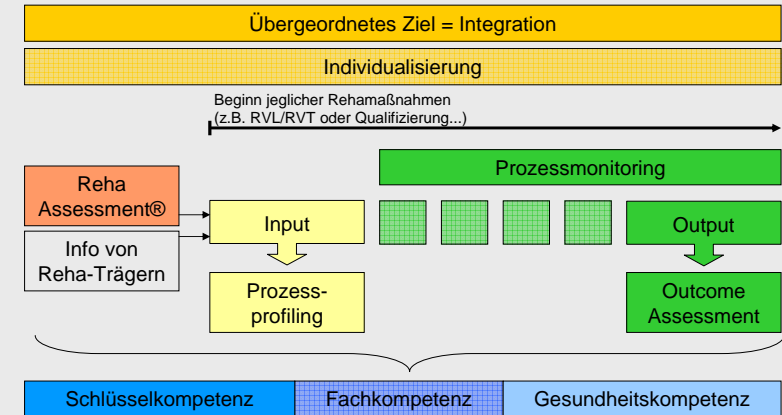 Übergeordnetes Ziel = Integration
Individualisierung
Beginn jeglicher Rehamaßnahmen
(z.B. RVL/RVT oder Qualifizierung...)
Prozessmonitoring
Reha
Assessment®
Input
Output
Info von
Reha-Trägern
Prozess-
profiling
Outcome
Assessment
Schlüsselkompetenz
Fachkompetenz
Gesundheitskompetenz